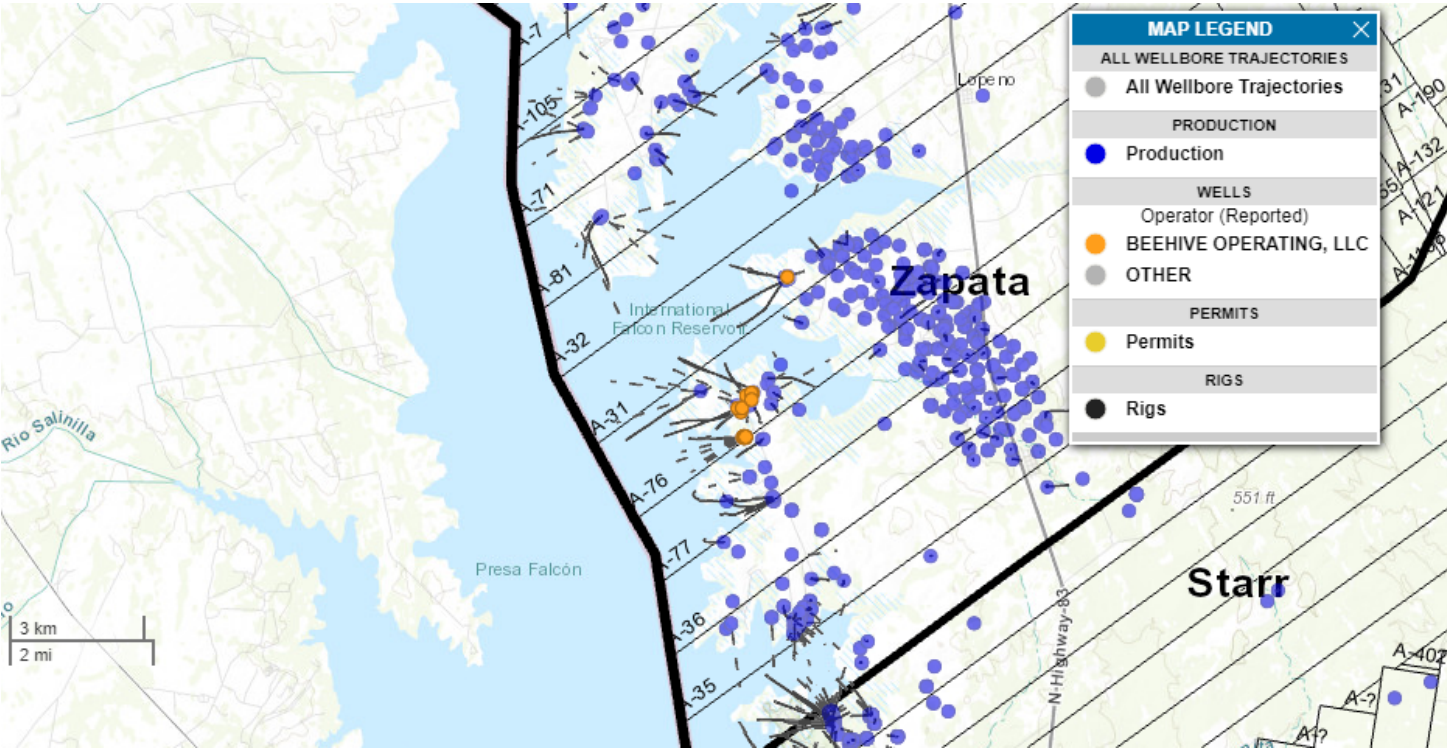 A-7
A-105
A-71
A-81
A-32
A-31
A-76
A-77
A-36
A-35
Lopeno
International
Falcon Reservoir
Zapata
Rio Salinilla
Presa Falcón
551 ft
Starr
N-Highway-83
3 km
2 mi
A-402
A-?
A-?
A-190
A-132
A-121
MAP LEGEND
ALL WELLBORE TRAJECTORIES
All Wellbore Trajectories
PRODUCTION
Production
WELLS
Operator (Reported)
BEEHIVE OPERATING, LLC
OTHER
PERMITS
Permits
RIGS
Rigs